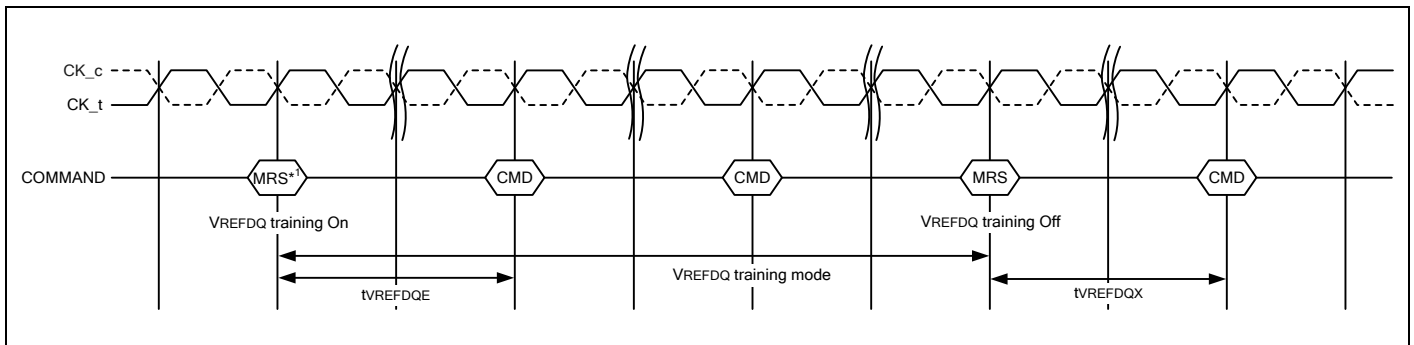 CK_c
CK_t
COMMAND
MRS*1
CMD
CMD
MRS
CMD
VREFDQ training On
VREFDQ training Off
VREFDQ training mode
tVREFDQE
tVREFDQX